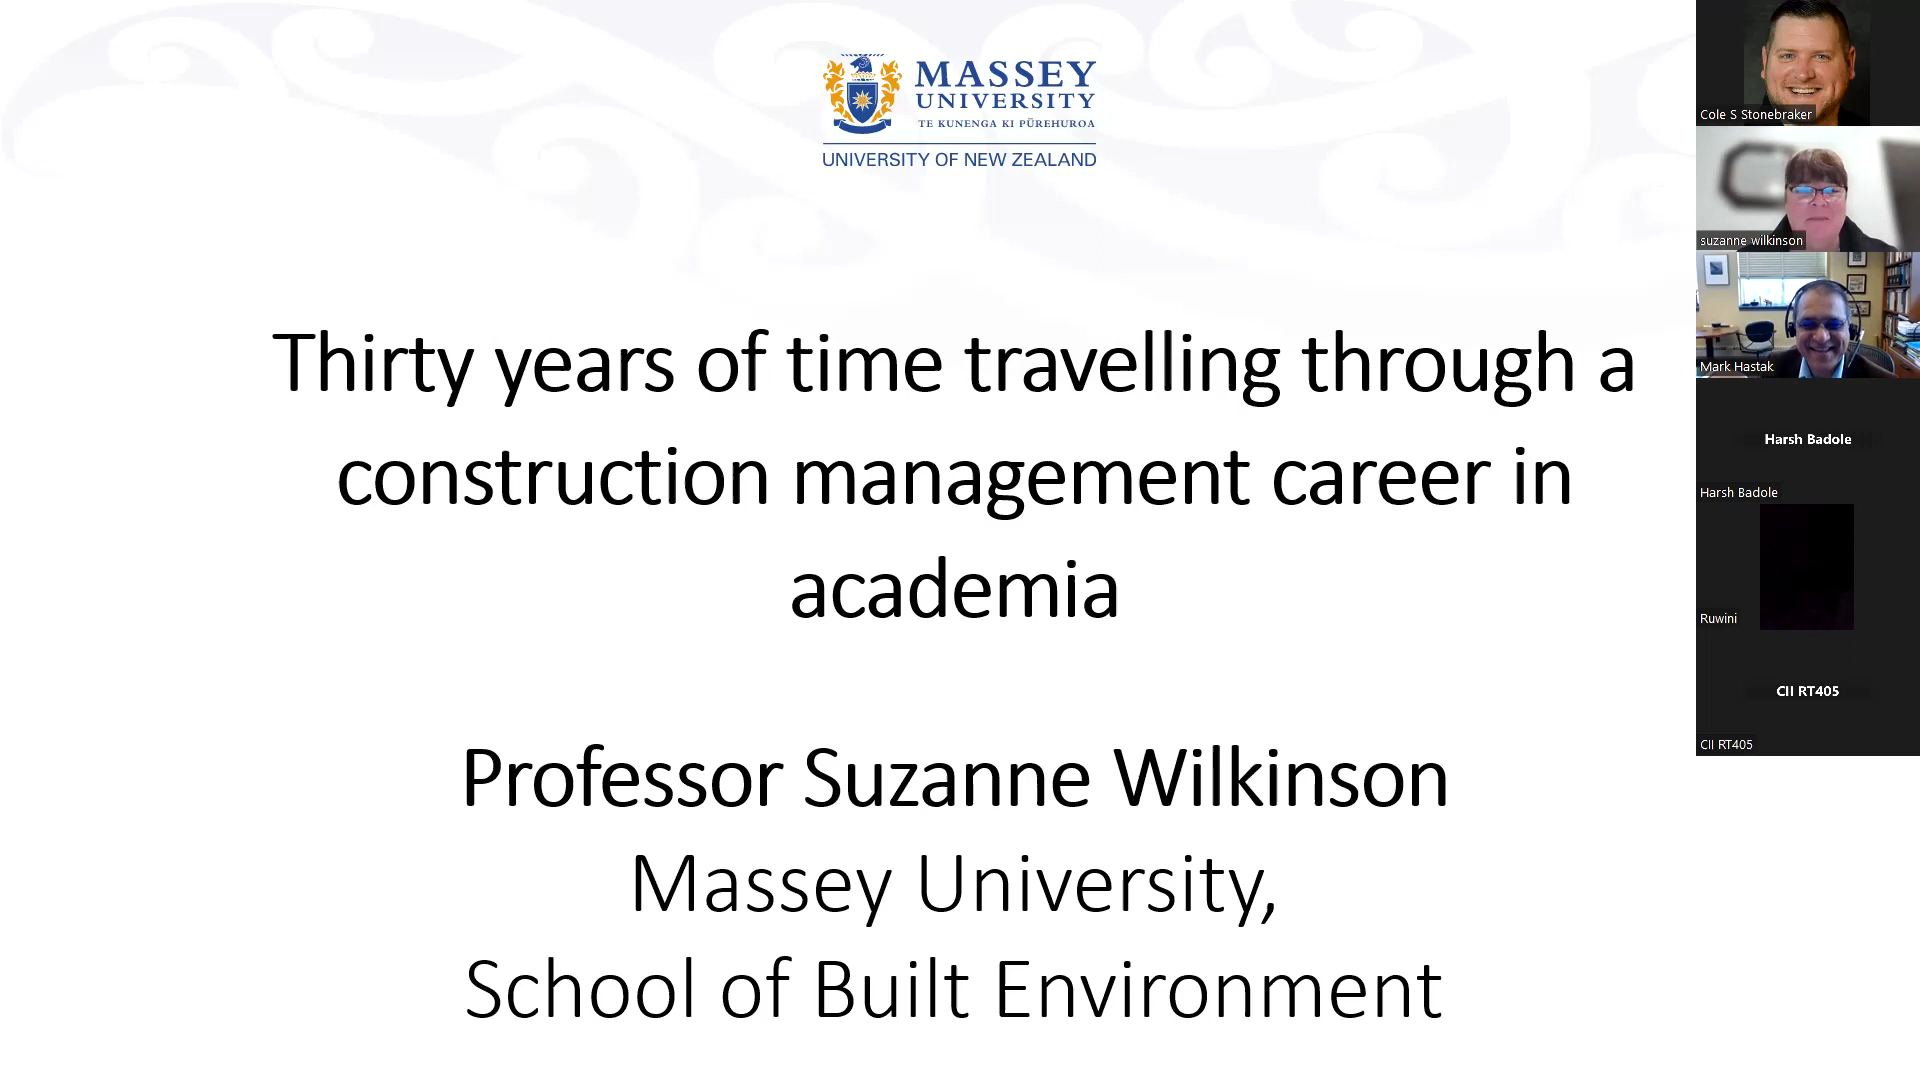 MASSEY
UNIVERSITY
TE KUNENGA KI PŪREHUROA
UNIVERSITY OF NEW ZEALAND
Thirty years of time travelling through a
construction management career in
academia
Professor Suzanne Wilkinson
Massey University,
School of Built Environment
Cole S Stonebraker
suzanne wilkinson
Mark Hastak
Harsh Badole
Harsh Badole
Ruwini
CII RT405
CII RT405